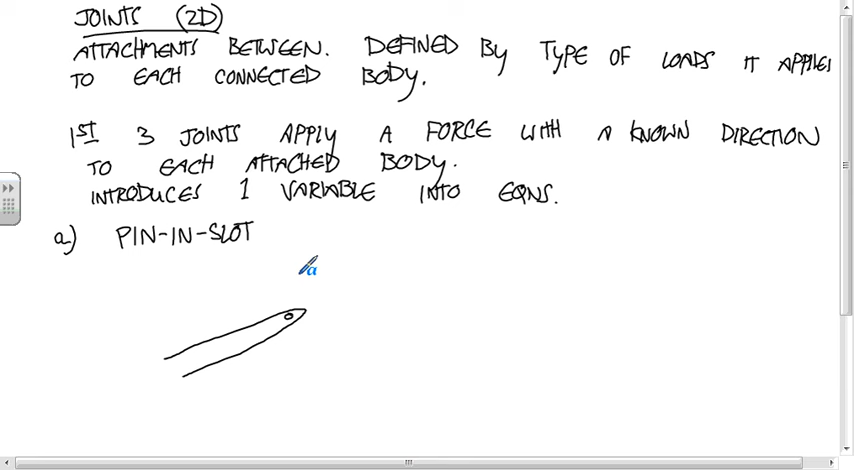 JOINTS (2D)
ATTACHMENTS BETWEEN. DEFINED BY TYPE OF LOADS IT APPLIES
TO EACH CONNECTED BODY.
1ST 3 JOINTS APPLY A FORCE WITH A KNOWN DIRECTION
TO EACH ATTACHED BODY.
INTRODUCES 1 VARIABLE INTO EQNS.
a) PIN-IN-SLOT